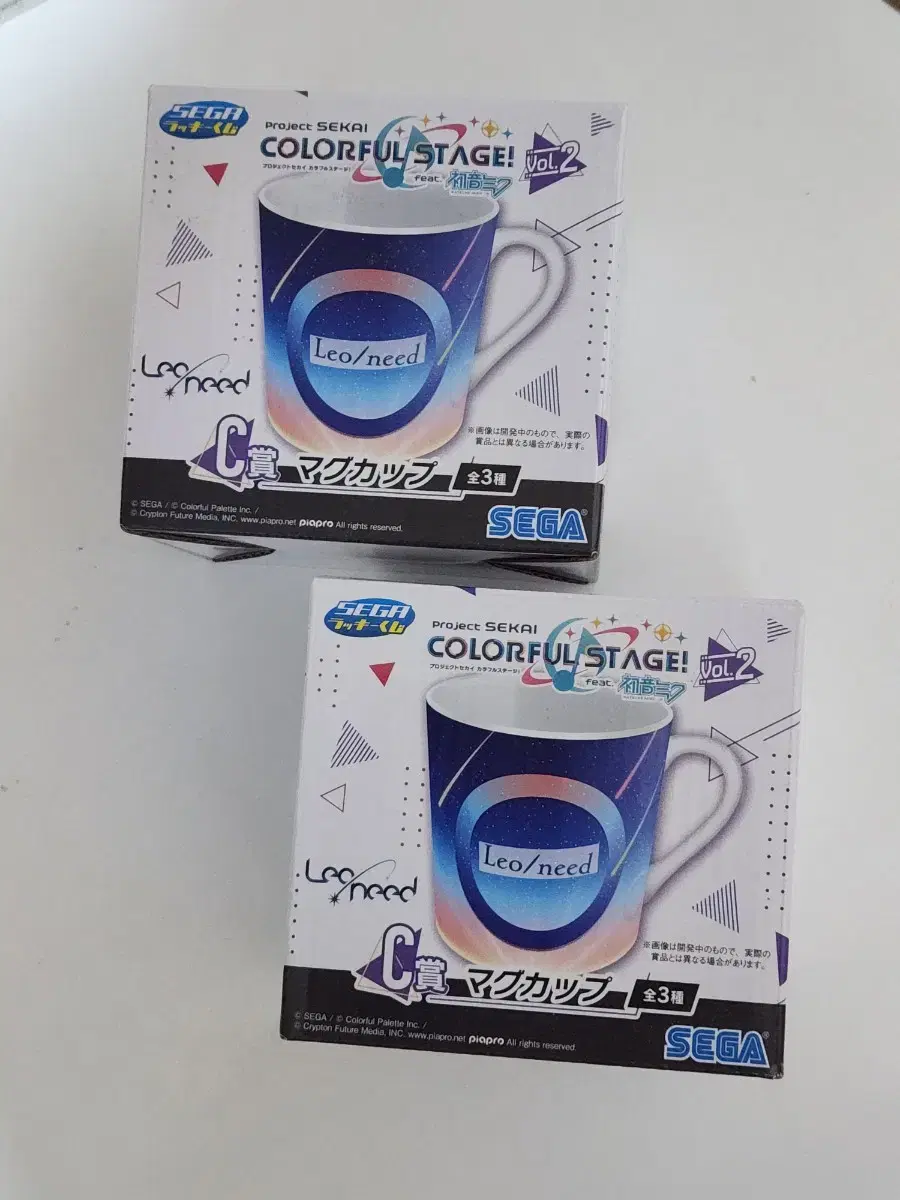 SEGA
ラッキーくじ
Project SEKAI
COLORFUL STAGE!
プロジェクトセカイ カラフルステージ!
feat. 初音ミク
HATSUNE MIKU
Vol.2
Leo/need
Leo/need
※画像は開発中のもので、実際の
賞品とは異なる場合があります。
C賞 マグカップ 全3種
© SEGA / © Colorful Palette Inc. /
© Crypton Future Media, INC. www.piapro.net piapro All rights reserved.
SEGA
SEGA
ラッキーくじ
Project SEKAI
COLORFUL STAGE!
プロジェクトセカイ カラフルステージ!
feat. 初音ミク
HATSUNE MIKU
Vol.2
Leo/need
Leo/need
※画像は開発中のもので、実際の
賞品とは異なる場合があります。
C賞 マグカップ 全3種
© SEGA / © Colorful Palette Inc. /
© Crypton Future Media, INC. www.piapro.net piapro All rights reserved.
SEGA®